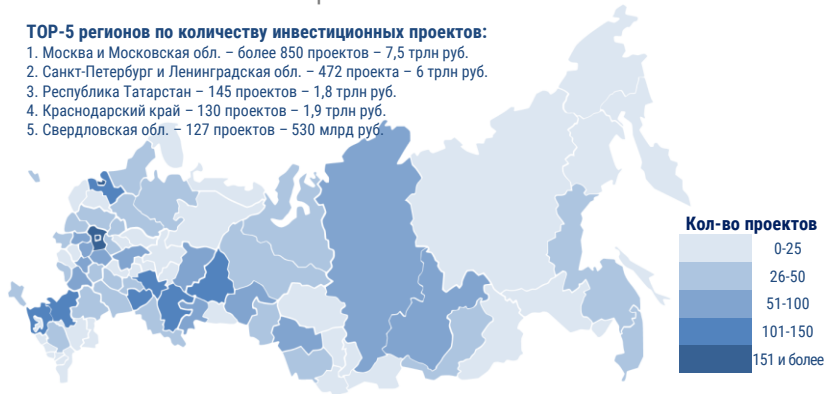 TOP-5 регионов по количеству инвестиционных проектов:
1. Москва и Московская обл. – более 850 проектов – 7,5 трлн руб.
2. Санкт-Петербург и Ленинградская обл. – 472 проекта – 6 трлн руб.
3. Республика Татарстан – 145 проектов – 1,8 трлн руб.
4. Краснодарский край – 130 проектов – 1,9 трлн руб.
5. Свердловская обл. – 127 проектов – 530 млрд руб.
Кол-во проектов
0-25
26-50
51-100
101-150
151 и более